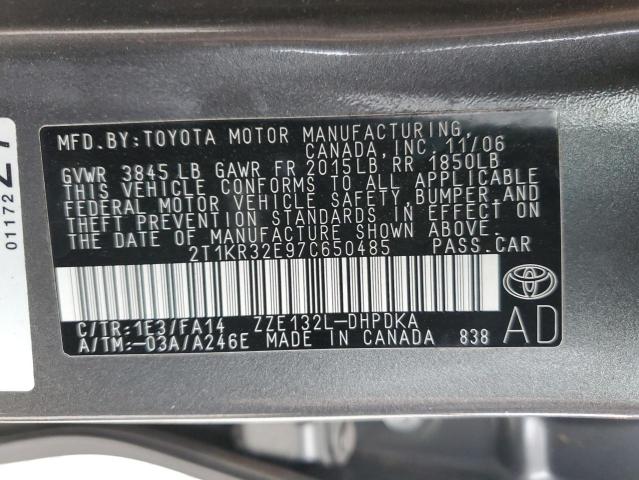 MFD. BY: TOYOTA MOTOR MANUFACTURING,
CANADA, INC. 11/06
GVWR 3845 LB GAWR FR 2015LB, RR 1850LB
THIS VEHICLE CONFORMS TO ALL APPLICABLE
FEDERAL MOTOR VEHICLE SAFETY, BUMPER, AND
THEFT PREVENTION STANDARDS IN EFFECT ON
THE DATE OF MANUFACTURE SHOWN ABOVE.
2T1KR32E97C650485 PASS. CAR
C/TR: 1E3/FA14 ZZE132L-DHPDKA
A/TM:-03A/A246E MADE IN CANADA 838
TOYOTA
AD
01172